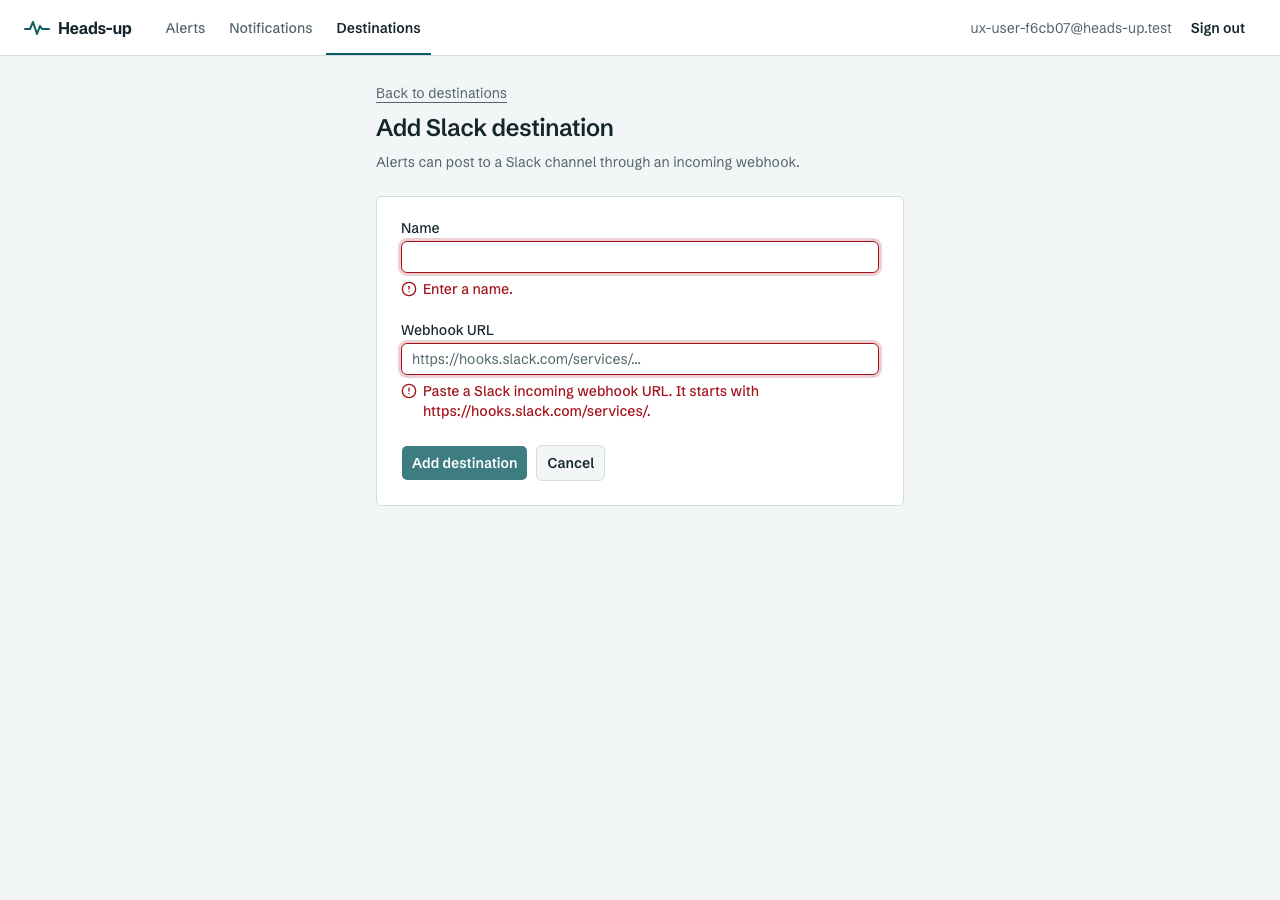 Heads-up
Alerts
Notifications
Destinations
ux-user-f6cb07@heads-up.test
Sign out
Back to destinations
Add Slack destination
Alerts can post to a Slack channel through an incoming webhook.
Name
Enter a name.
Webhook URL
https://hooks.slack.com/services/...
Paste a Slack incoming webhook URL. It starts with
https://hooks.slack.com/services/.
Add destination
Cancel